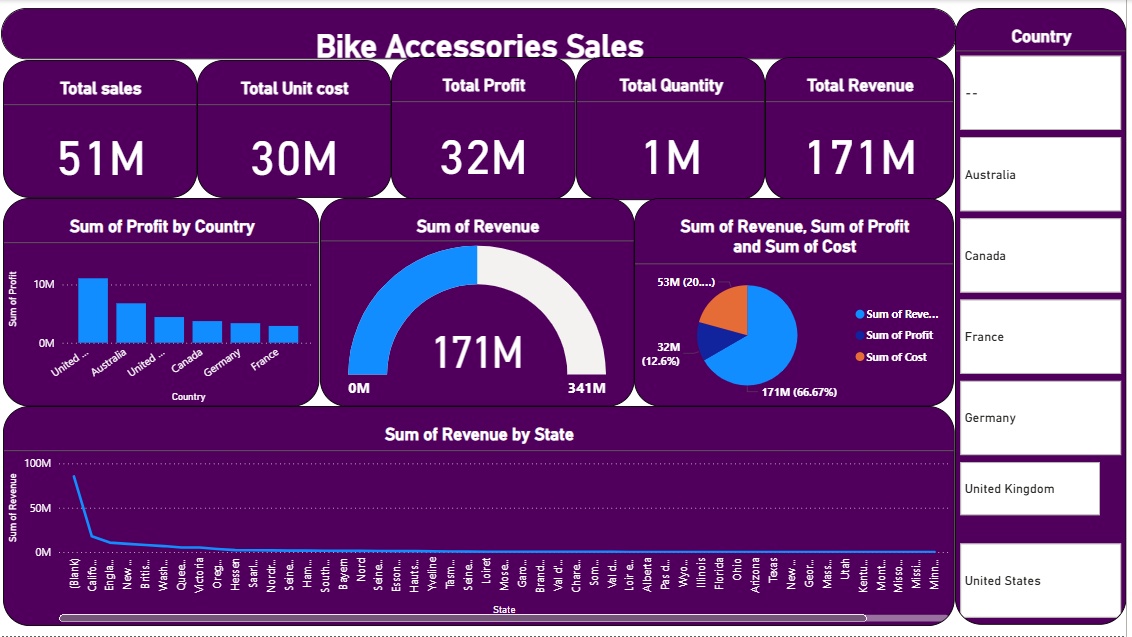 Bike Accessories Sales
Country
Total sales
Total Unit cost
Total Profit
Total Quantity
Total Revenue
51M
30M
32M
1M
171M
--
Australia
Canada
France
Germany
United Kingdom
United States
Sum of Profit by Country
Sum of Profit
10M
0M
United ...
Australia
United ...
Canada
Germany
France
Country
Sum of Revenue
171M
0M
341M
Sum of Revenue, Sum of Profit
and Sum of Cost
53M (20....)
32M
(12.6%)
171M (66.67%)
Sum of Reve...
Sum of Profit
Sum of Cost
Sum of Revenue by State
Sum of Revenue
100M
50M
0M
(Blank)
Califo...
Engla...
New ...
Britis...
Wash...
Quee...
Victoria
Oreg...
Hessen
Saarl...
Nordr...
Seine...
Ham...
South...
Bayern
Nord
Seine...
Esson...
Hauts...
Yveline
Tasm...
Seine...
Loiret
Mose...
Garo...
Brand...
Val d'...
Chare...
Som...
Val d...
Loir e...
Alberta
Pas d...
Wyo...
Illinois
Florida
Ohio
Arizona
Texas
New ...
Geor...
Mass...
Utah
Kentu...
Mont...
Misso...
Missi...
Minn...
State